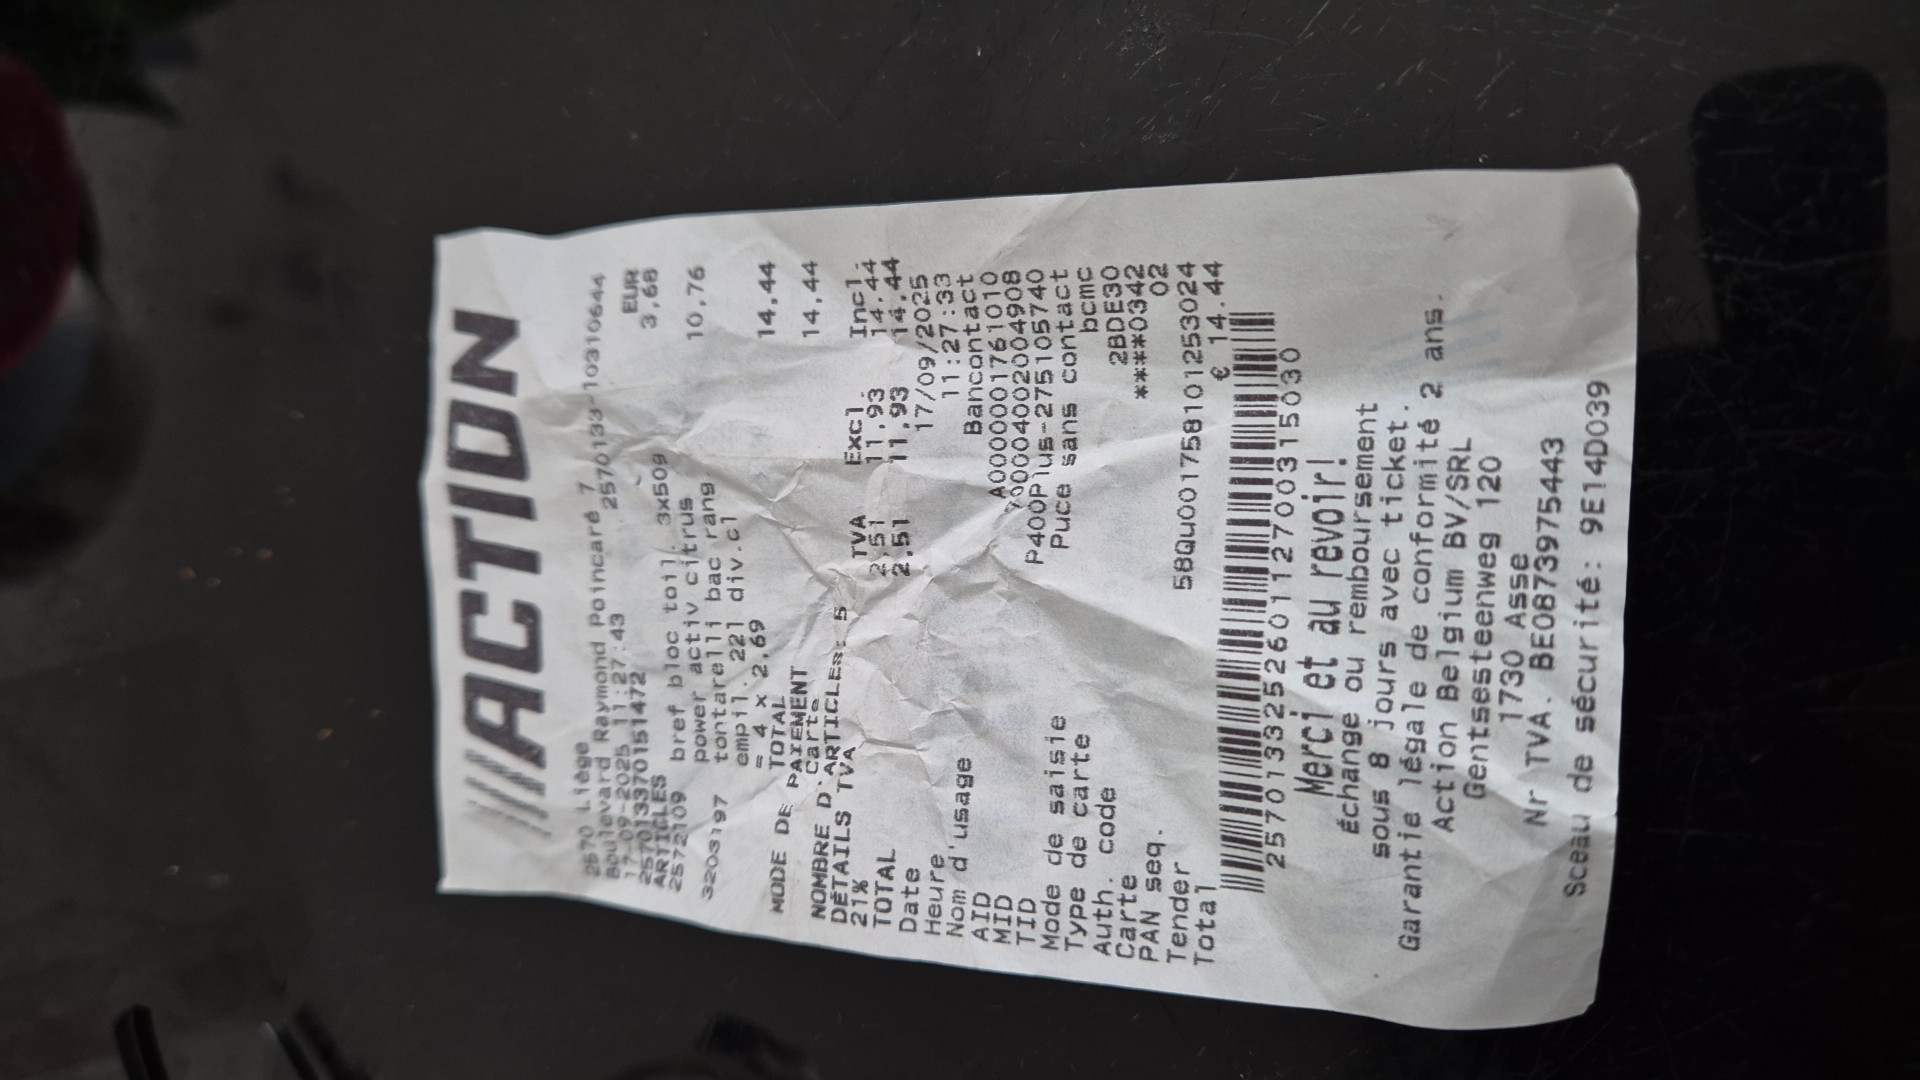 ACTION
2570 Liège
Boulevard Raymond Poincaré 7
17-09-2025 11:27:43 2570133-10310644
2570133701511472
ARTICLES EUR
2572109 bref bloc toil. 3x50g 3,68
power activ citrus
3203197 tontarelli bac rang. 10,76
empil. 22l div.cl
= 4 x 2,69
TOTAL 14,44
MODE DE PAIEMENT
Carte 14,44
NOMBRE D'ARTICLES: 5
DÉTAILS TVA TVA Excl. Incl.
21% 2,51 11,93 14,44
TOTAL 2,51 11,93 14,44
Date 17/09/2025
Heure 11:27:33
Nom d'usage Bancontact
AID A0000001761010
MID
TID P400Plus-275105740
Mode de saisie Puce sans contact
Type de carte bcmc
Auth. code 2BDE30
Carte *****0342
PAN seq. 02
Tender 58Qu001758101253024
Total € 14.44
257013325260112700315030
Merci et au revoir!
Échange ou remboursement
sous 8 jours avec ticket.
Garantie légale de conformité 2 ans.
Action Belgium BV/SRL
Gentsesteenweg 120
1730 Asse
Nr TVA. BE0873975443
Sceau de sécurité: 9E14D039